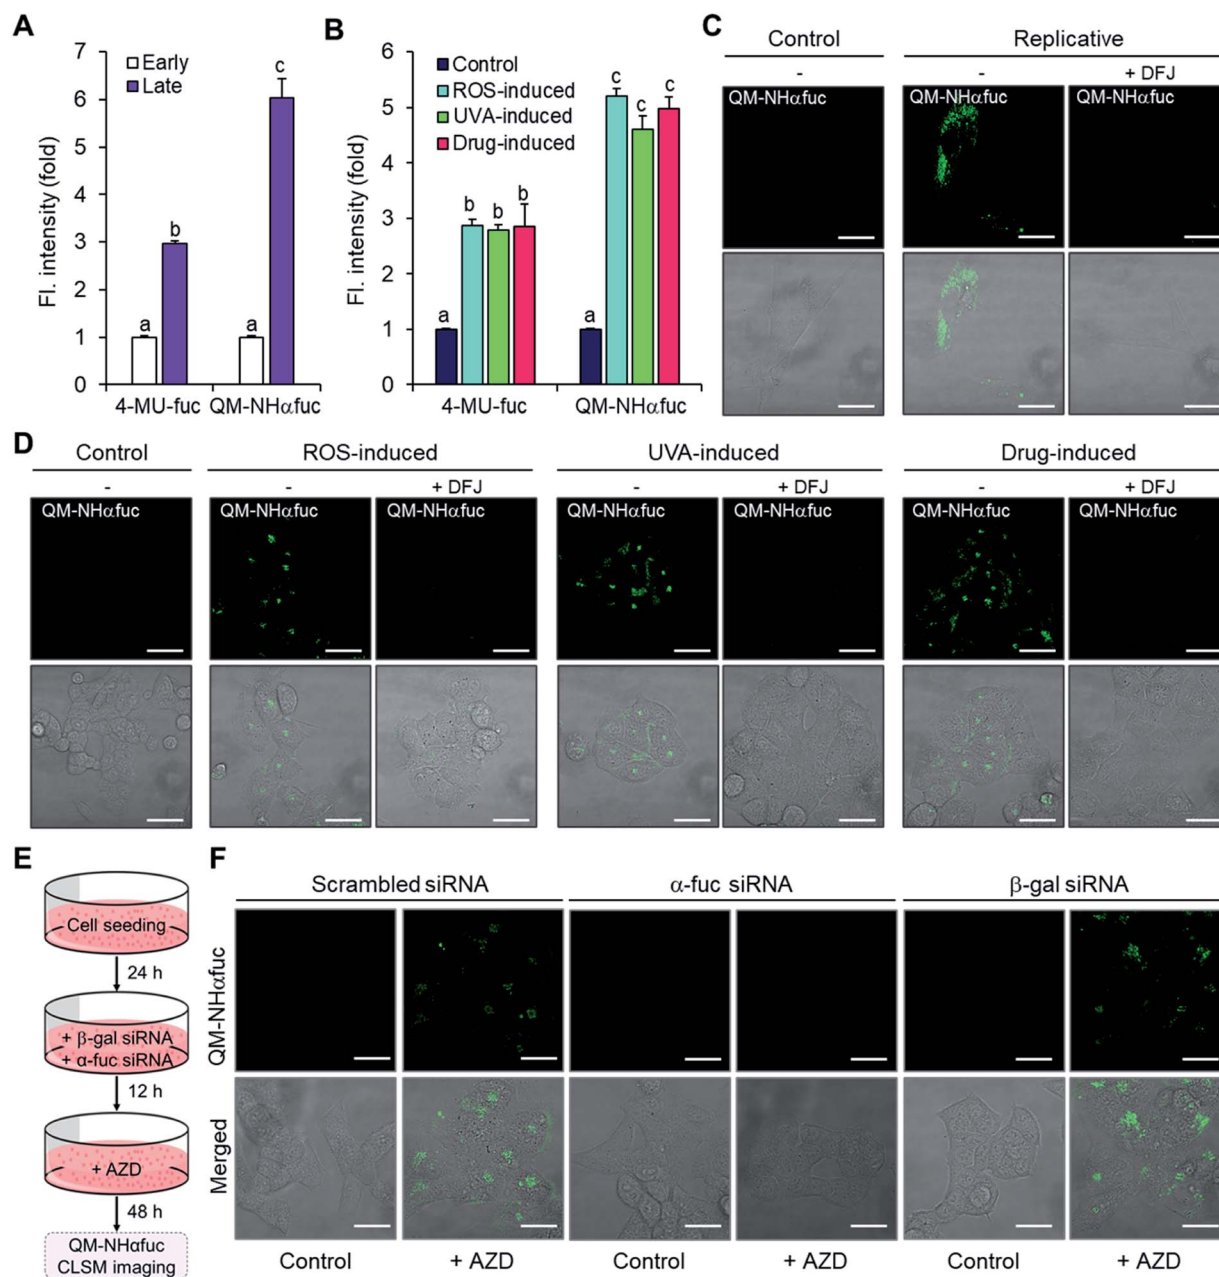 A
Fl. intensity (fold)
7
6
5
4
3
2
1
0
Early
Late
a
b
a
c
4-MU-fuc
QM-NHαfuc
B
Fl. intensity (fold)
6
5
4
3
2
1
0
Control
ROS-induced
UVA-induced
Drug-induced
a
b
b
b
a
c
c
c
4-MU-fuc
QM-NHαfuc
C
Control
Replicative
-
-
+ DFJ
QM-NHαfuc
QM-NHαfuc
QM-NHαfuc
D
Control
ROS-induced
UVA-induced
Drug-induced
-
-
+ DFJ
-
+ DFJ
-
+ DFJ
QM-NHαfuc
QM-NHαfuc
QM-NHαfuc
QM-NHαfuc
QM-NHαfuc
QM-NHαfuc
QM-NHαfuc
E
Cell seeding
24 h
+ β-gal siRNA
+ α-fuc siRNA
12 h
+ AZD
48 h
QM-NHαfuc
CLSM imaging
F
Scrambled siRNA
α-fuc siRNA
β-gal siRNA
QM-NHαfuc
Merged
Control
+ AZD
Control
+ AZD
Control
+ AZD